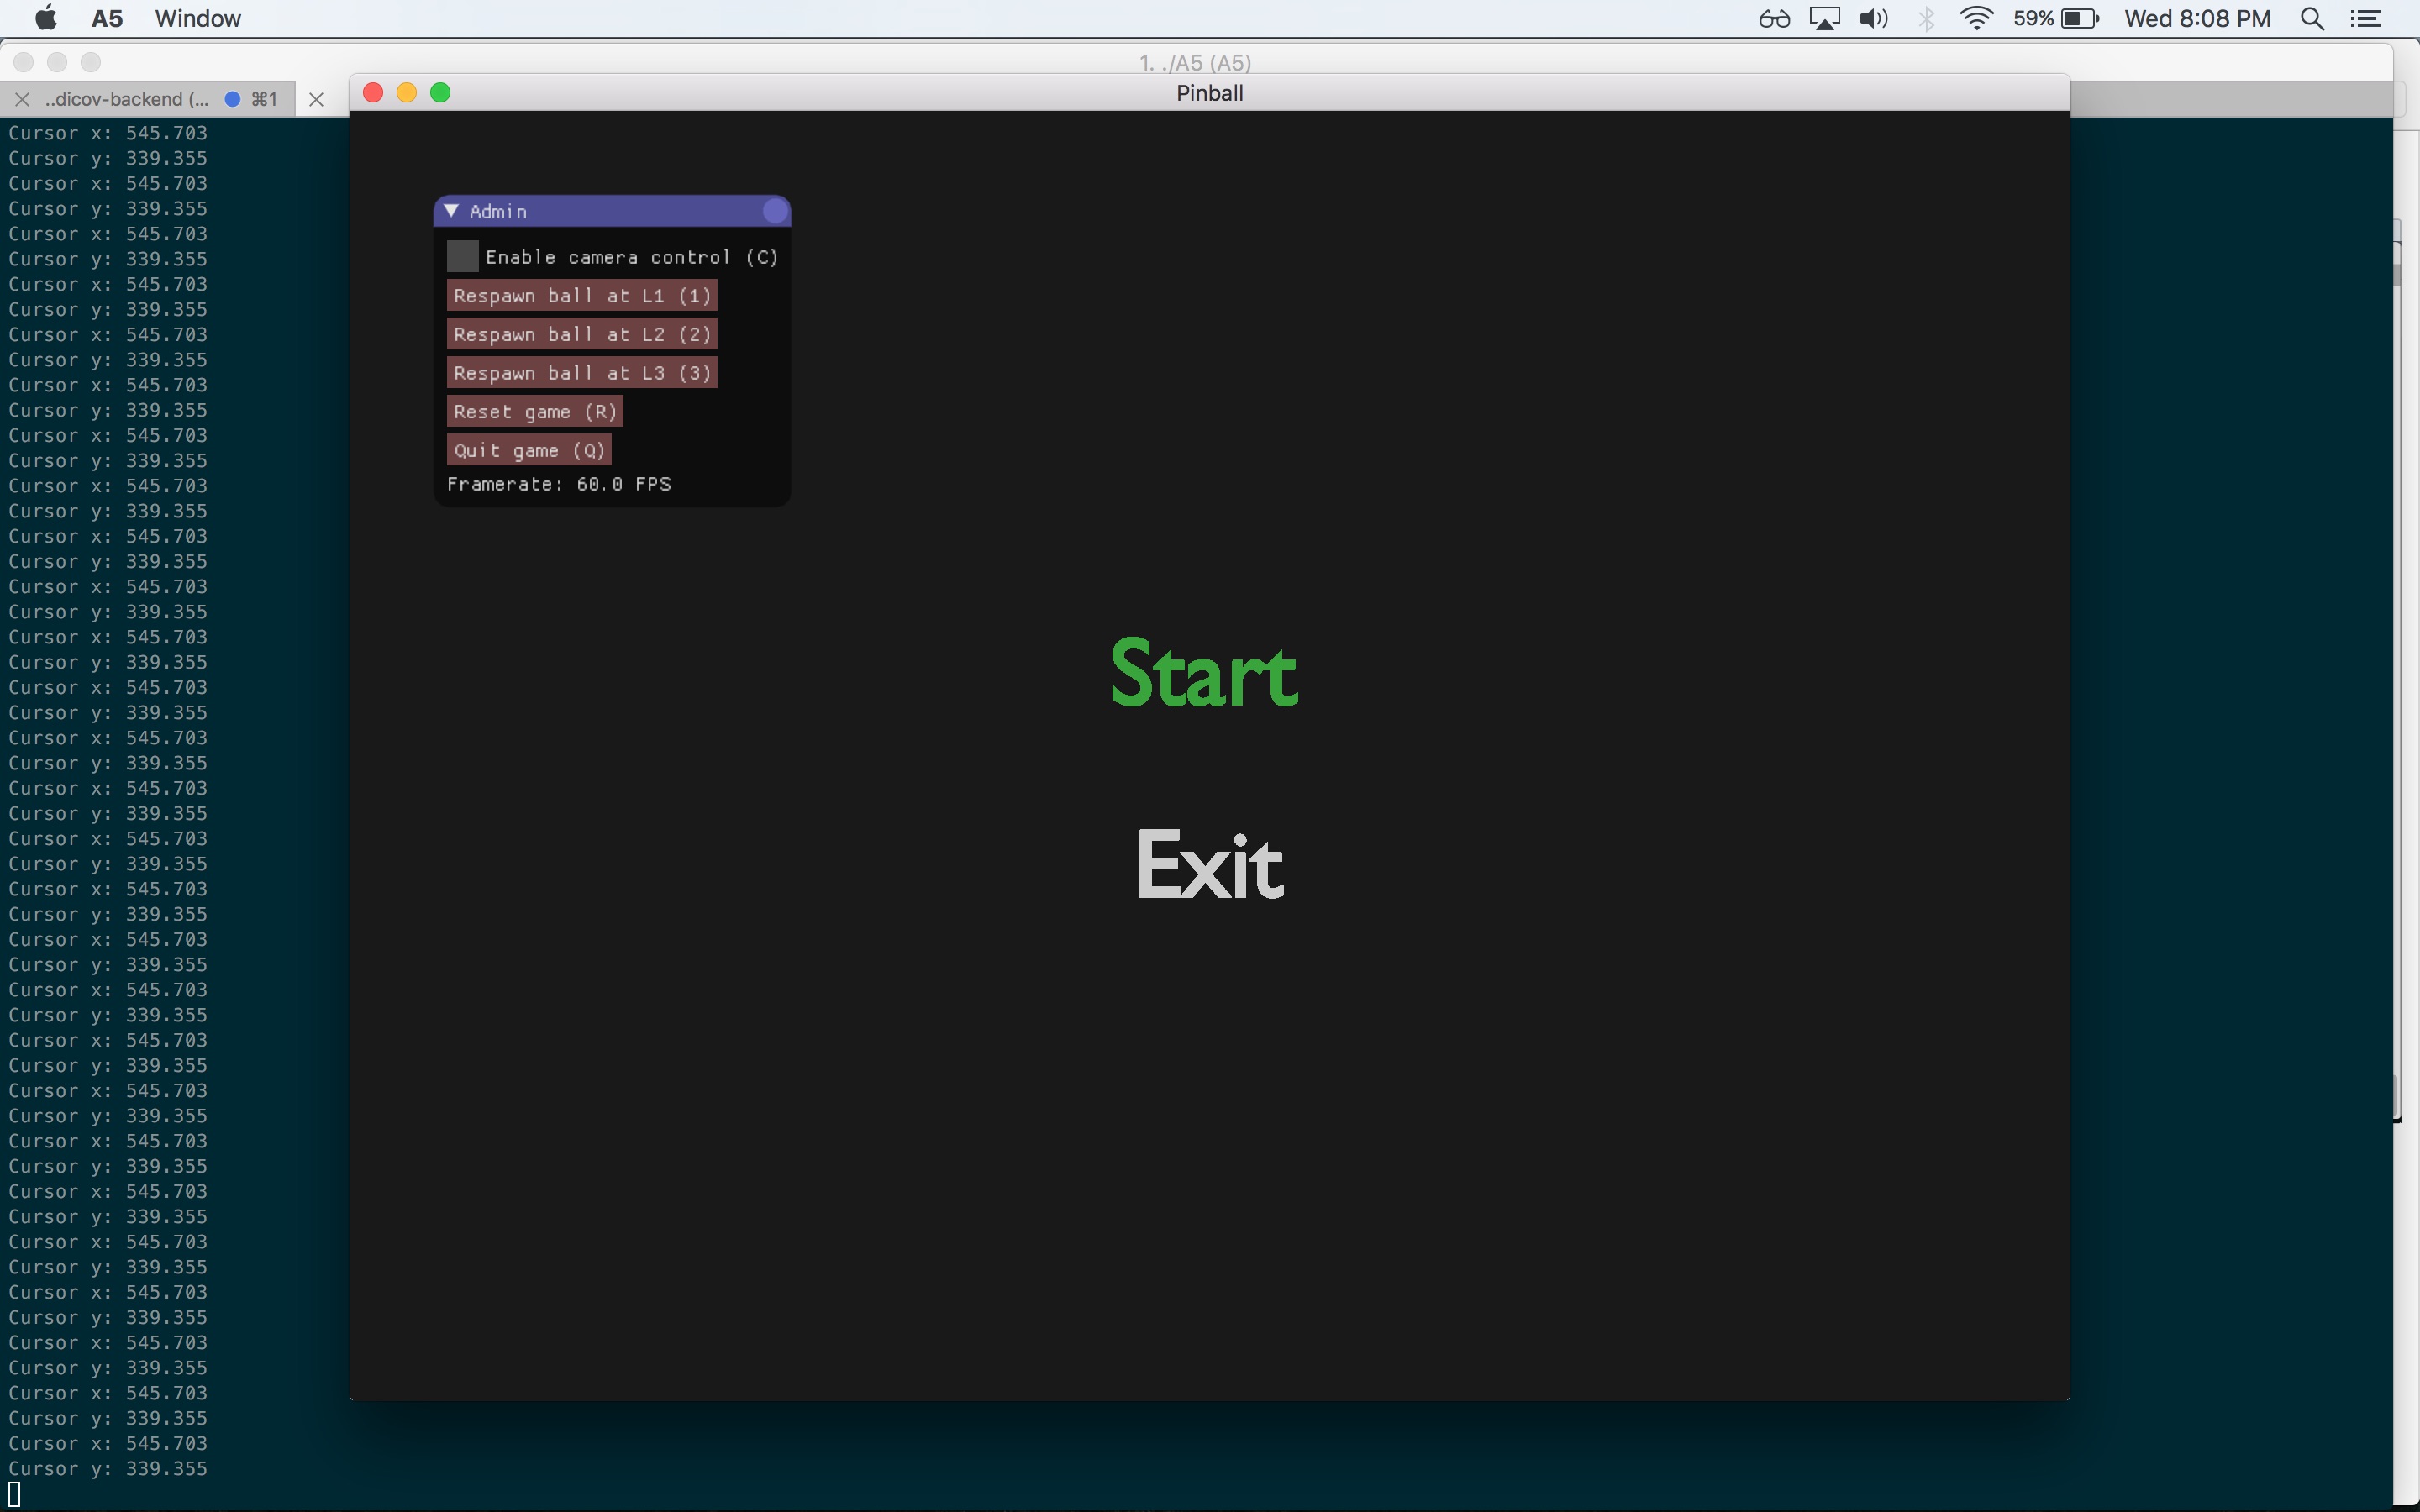 A5 Window 59% Wed 8:08 PM
1. ./A5 (A5)
..dicov-backend (... ⌘1
Pinball
Cursor x: 545.703
Cursor y: 339.355
Cursor x: 545.703
Cursor y: 339.355
Cursor x: 545.703
Cursor y: 339.355
Cursor x: 545.703
Cursor y: 339.355
Cursor x: 545.703
Cursor y: 339.355
Cursor x: 545.703
Cursor y: 339.355
Cursor x: 545.703
Cursor y: 339.355
Cursor x: 545.703
Cursor y: 339.355
Cursor x: 545.703
Cursor y: 339.355
Cursor x: 545.703
Cursor y: 339.355
Cursor x: 545.703
Cursor y: 339.355
Cursor x: 545.703
Cursor y: 339.355
Cursor x: 545.703
Cursor y: 339.355
Cursor x: 545.703
Cursor y: 339.355
Cursor x: 545.703
Cursor y: 339.355
Cursor x: 545.703
Cursor y: 339.355
Cursor x: 545.703
Cursor y: 339.355
Cursor x: 545.703
Cursor y: 339.355
Cursor x: 545.703
Cursor y: 339.355
Cursor x: 545.703
Cursor y: 339.355
Cursor x: 545.703
Cursor y: 339.355
Cursor x: 545.703
Cursor y: 339.355
Cursor x: 545.703
Cursor y: 339.355
Cursor x: 545.703
Cursor y: 339.355
Cursor x: 545.703
Cursor y: 339.355
Cursor x: 545.703
Cursor y: 339.355
Cursor x: 545.703
Cursor y: 339.355
Admin
Enable camera control (C)
Respawn ball at L1 (1)
Respawn ball at L2 (2)
Respawn ball at L3 (3)
Reset game (R)
Quit game (Q)
Framerate: 60.0 FPS
Start
Exit